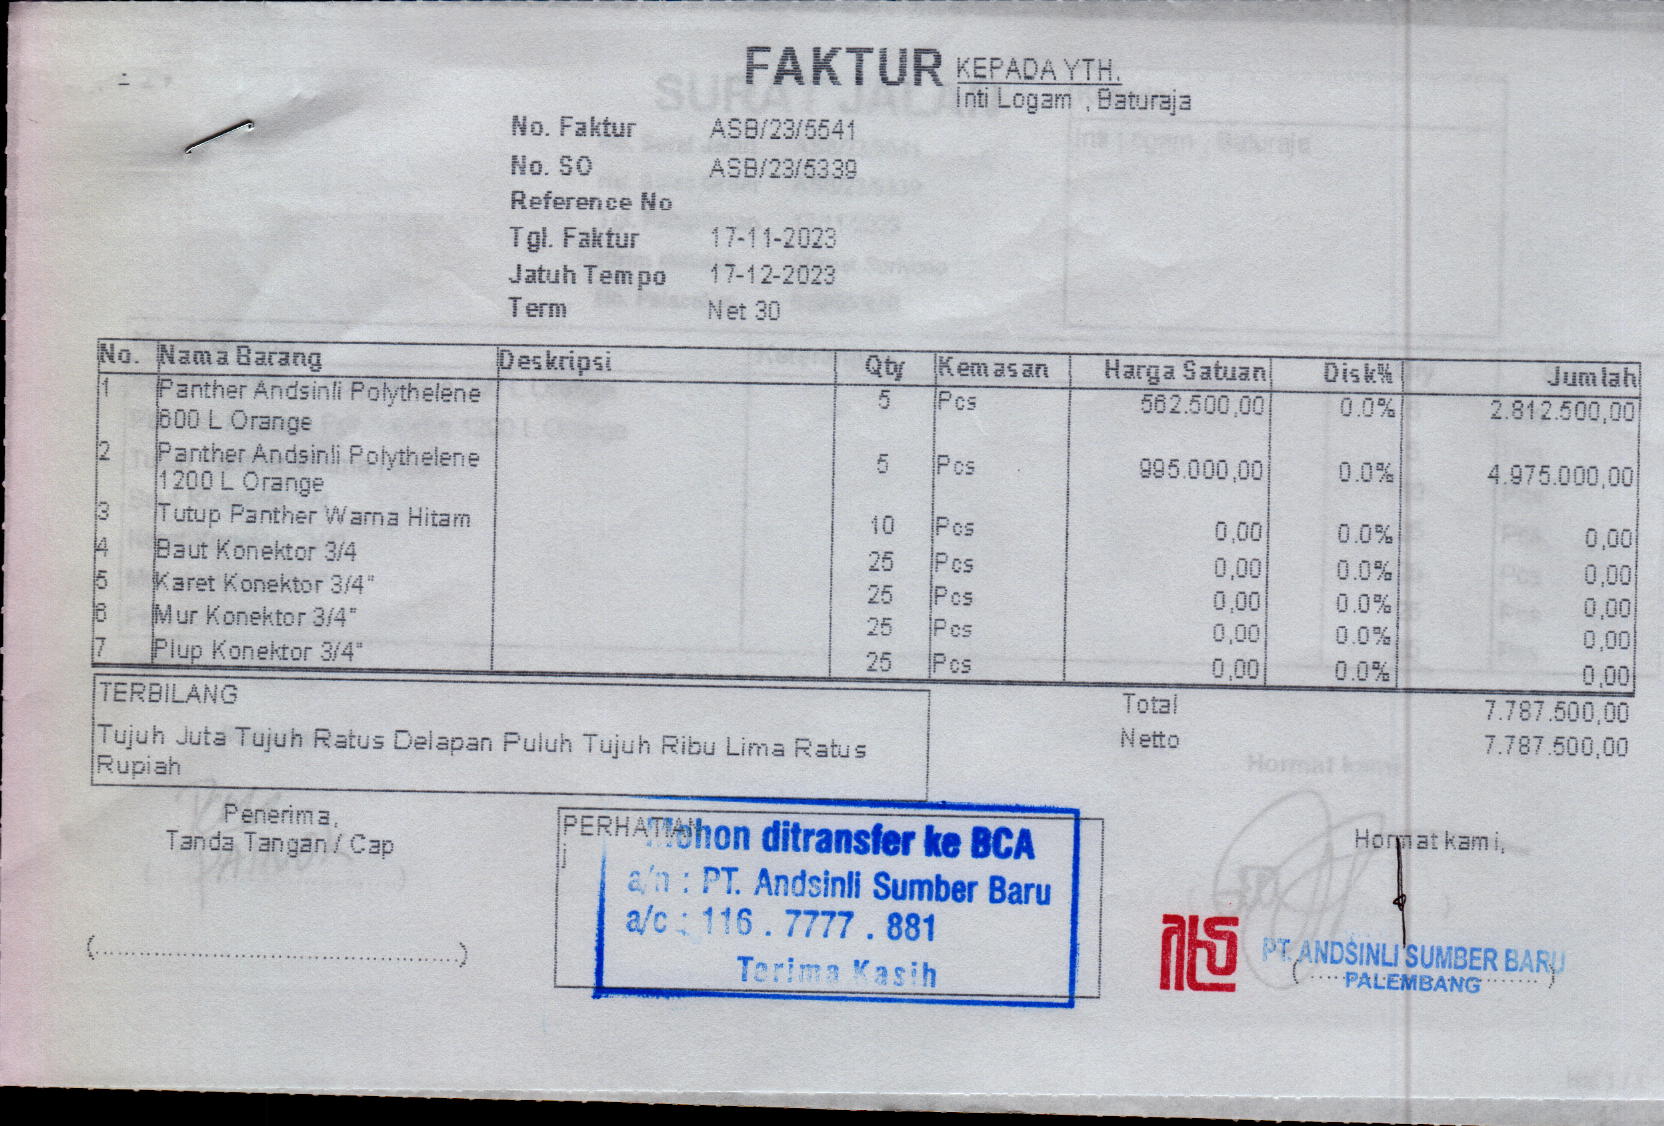 FAKTUR
KEPADA YTH.
Inti Logam , Baturaja
No. Faktur ASB/23/5541
No. SO ASB/23/5339
Reference No
Tgl. Faktur 17-11-2023
Jatuh Tempo 17-12-2023
Term Net 30
No. Nama Barang Deskripsi Qty Kemasan Harga Satuan Disk% Jumlah
1 Panther Andsinli Polythelene 5 Pcs 562.500,00 0.0% 2.812.500,00
600 L Orange
2 Panther Andsinli Polythelene 5 Pcs 995.000,00 0.0% 4.975.000,00
1200 L Orange
3 Tutup Panther Warna Hitam 10 Pcs 0,00 0.0% 0,00
4 Baut Konektor 3/4 25 Pcs 0,00 0.0% 0,00
5 Karet Konektor 3/4" 25 Pcs 0,00 0.0% 0,00
6 Mur Konektor 3/4" 25 Pcs 0,00 0.0% 0,00
7 Plup Konektor 3/4" 25 Pcs 0,00 0.0% 0,00
TERBILANG
Tujuh Juta Tujuh Ratus Delapan Puluh Tujuh Ribu Lima Ratus
Rupiah
Total 7.787.500,00
Netto 7.787.500,00
Penerima,
Tanda Tangan / Cap
(..........................................)
PERHATIAN
Mohon ditransfer ke BCA
a/n : PT. Andsinli Sumber Baru
a/c : 116 . 7777 . 881
Terima Kasih
Hormat kami,
PT. ANDSINLI SUMBER BARU
PALEMBANG